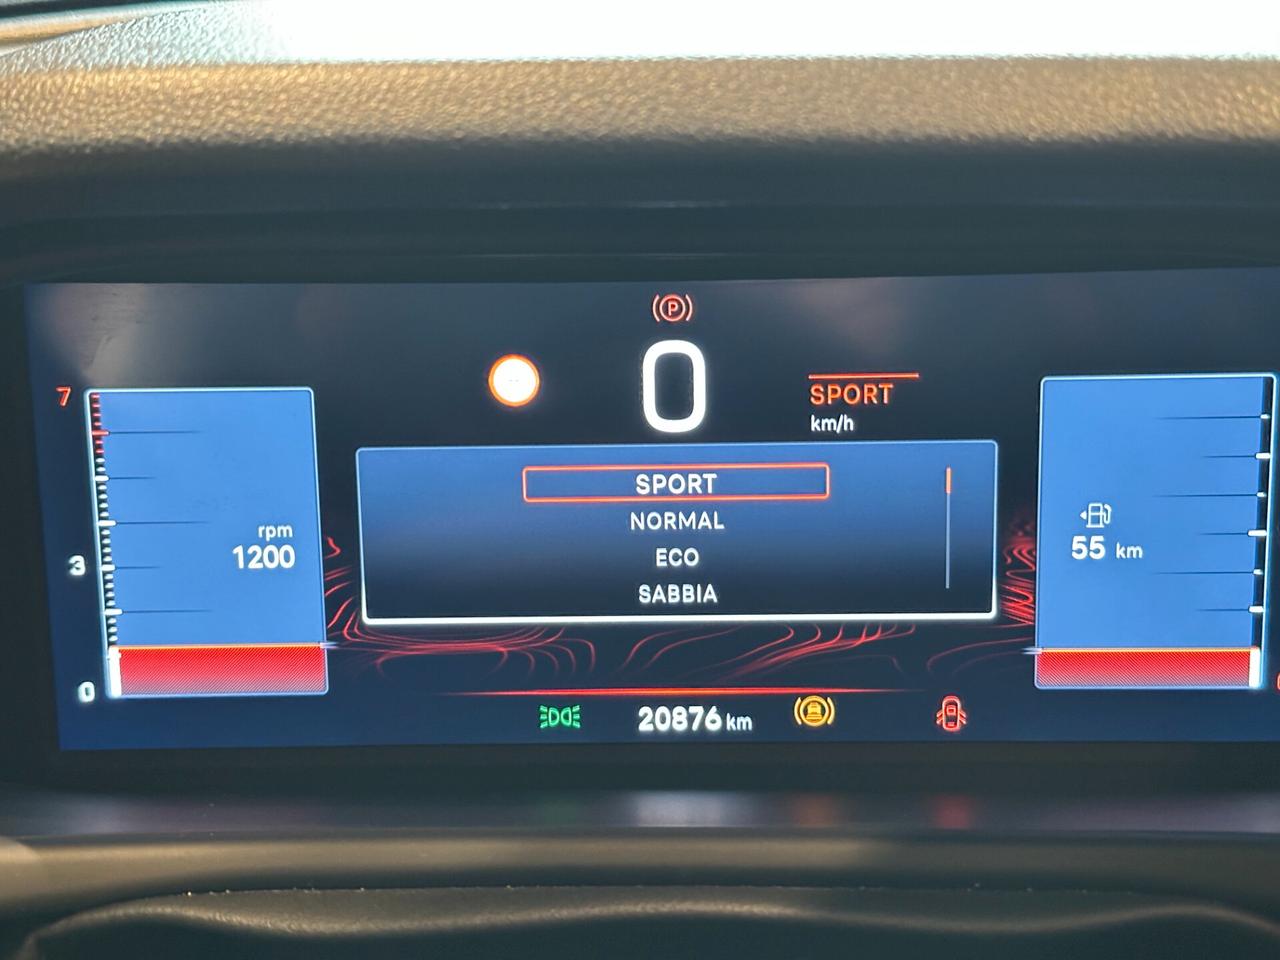 P
0
7
SPORT
km/h
SPORT
NORMAL
rpm
1200
55 km
ECO
3
SABBIA
0
20876 km